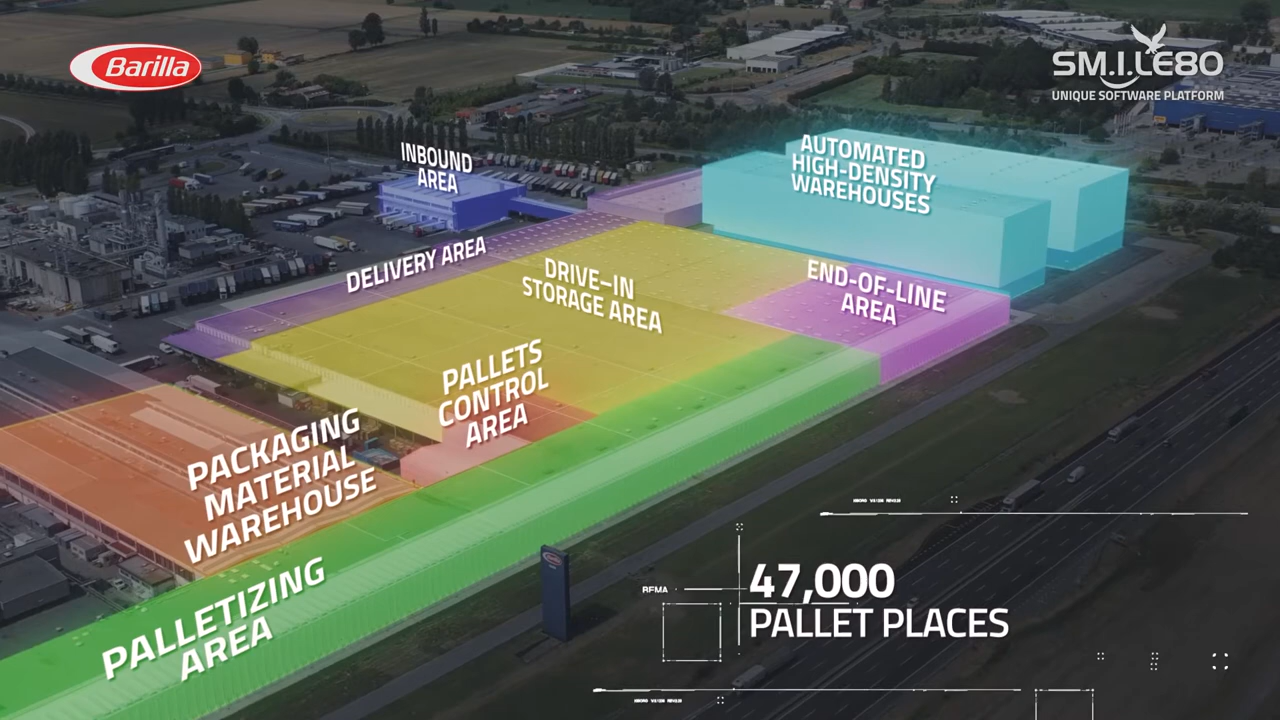 Barilla
SM.I.LE80
UNIQUE SOFTWARE PLATFORM
INBOUND
AREA
AUTOMATED
HIGH-DENSITY
WAREHOUSES
DELIVERY AREA
DRIVE-IN
STORAGE AREA
END-OF-LINE
AREA
PALLETS
CONTROL
AREA
PACKAGING
MATERIAL
WAREHOUSE
PALLETIZING
AREA
47,000
PALLET PLACES